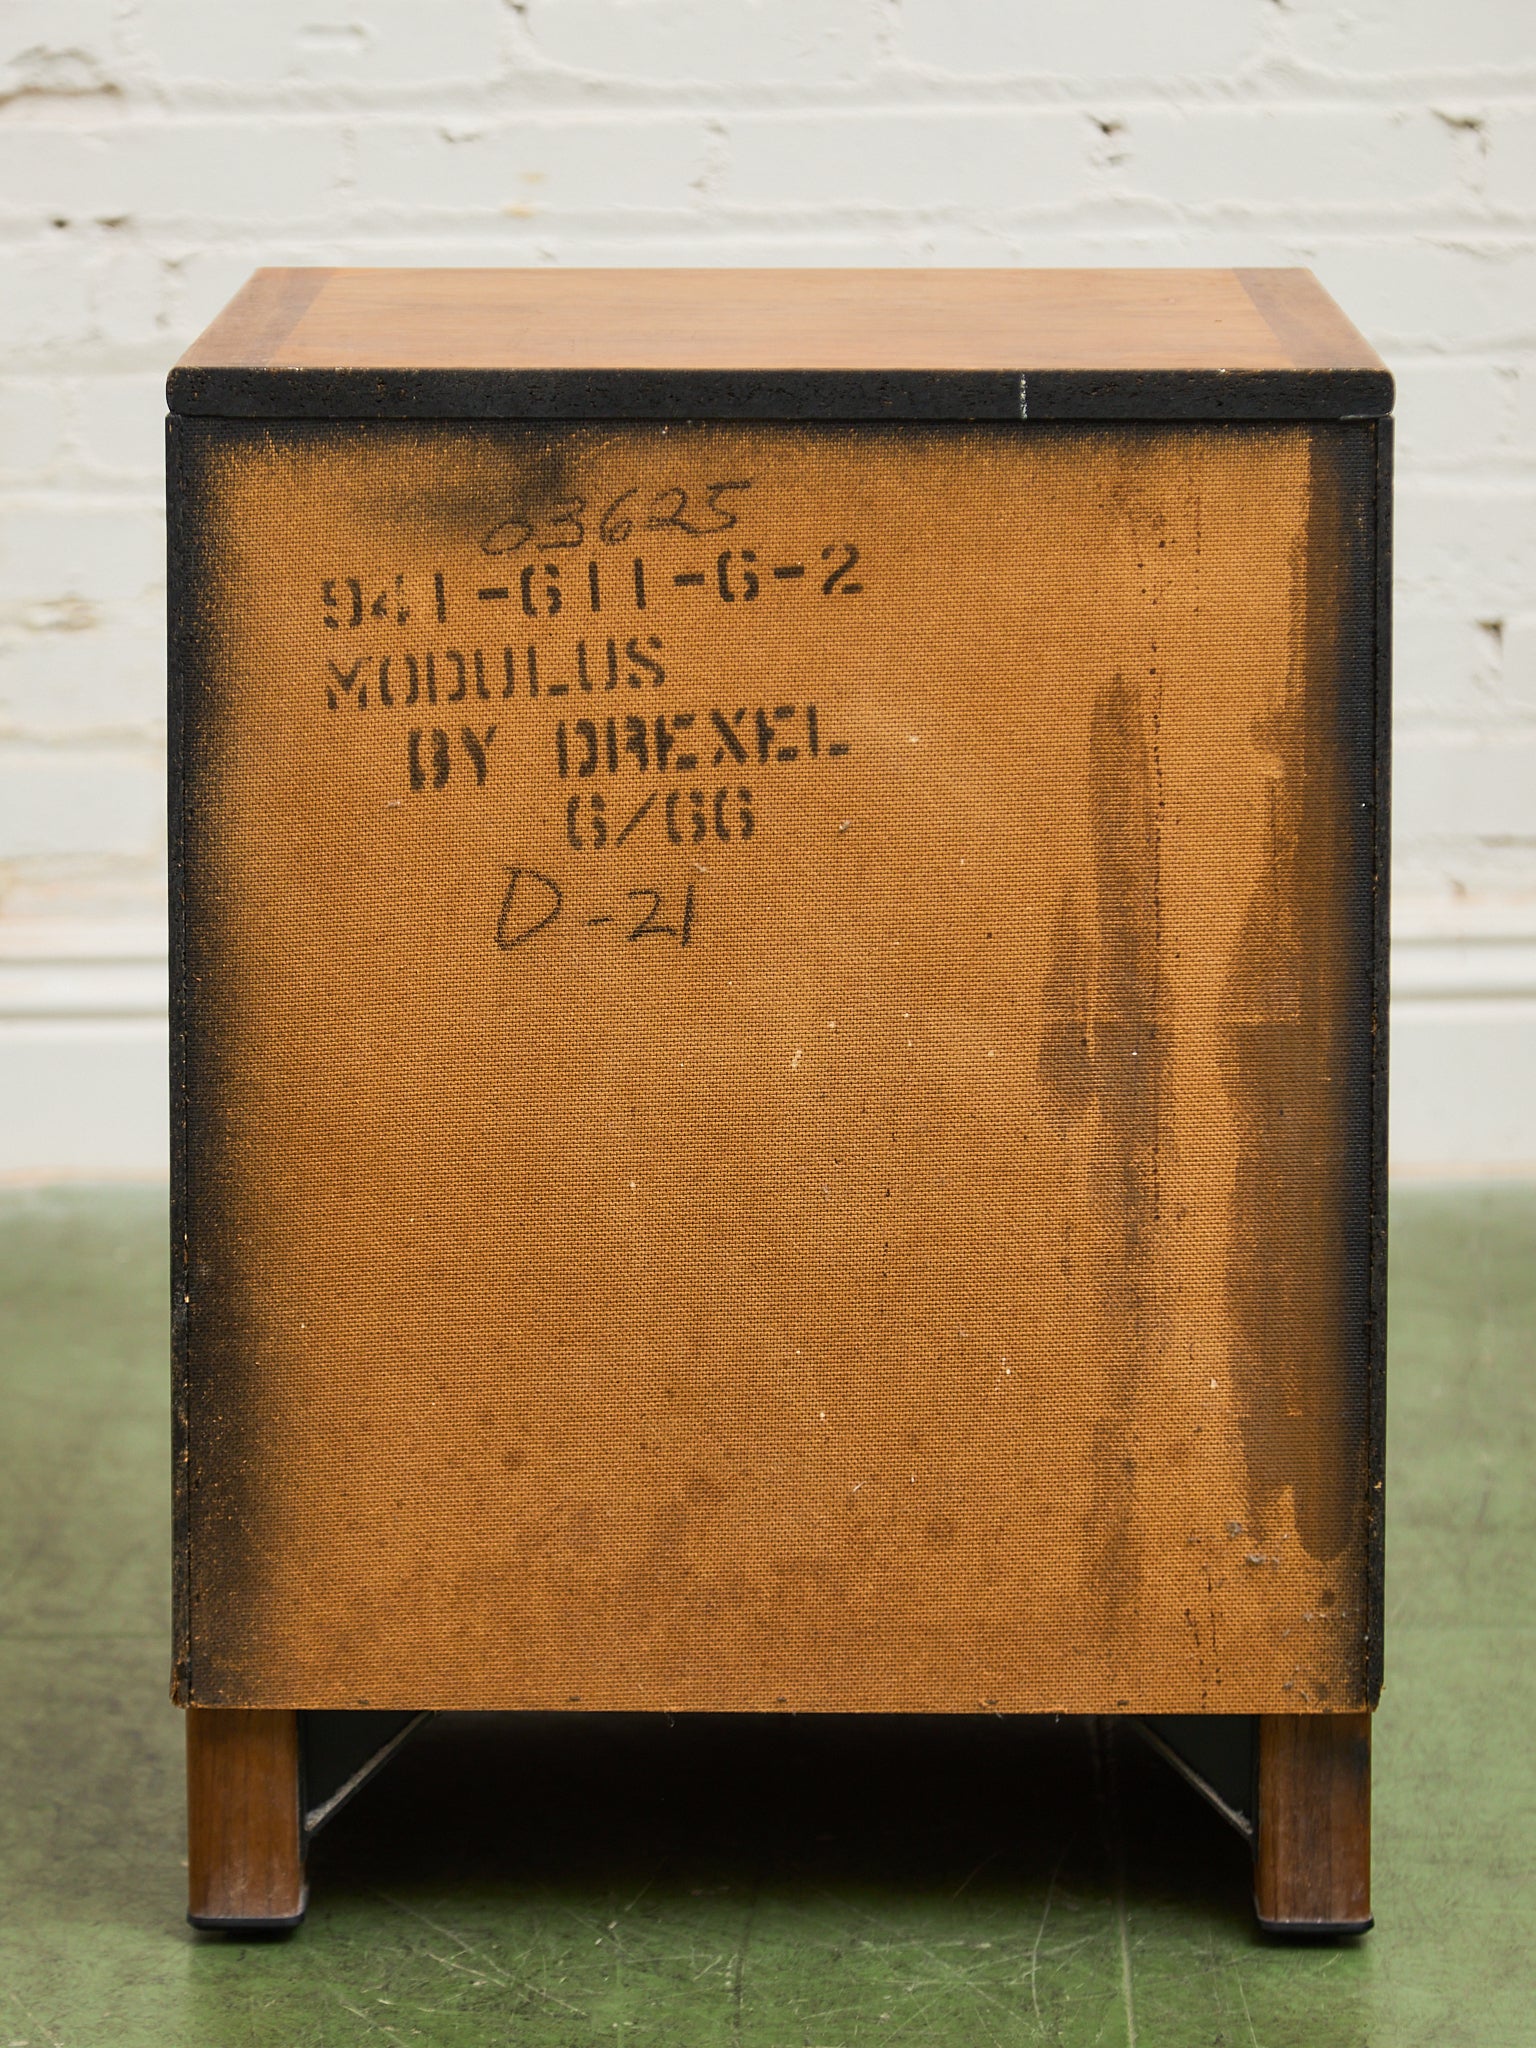 03625
941-611-6-2
MODULUS
BY DREXEL
6/66
D-21